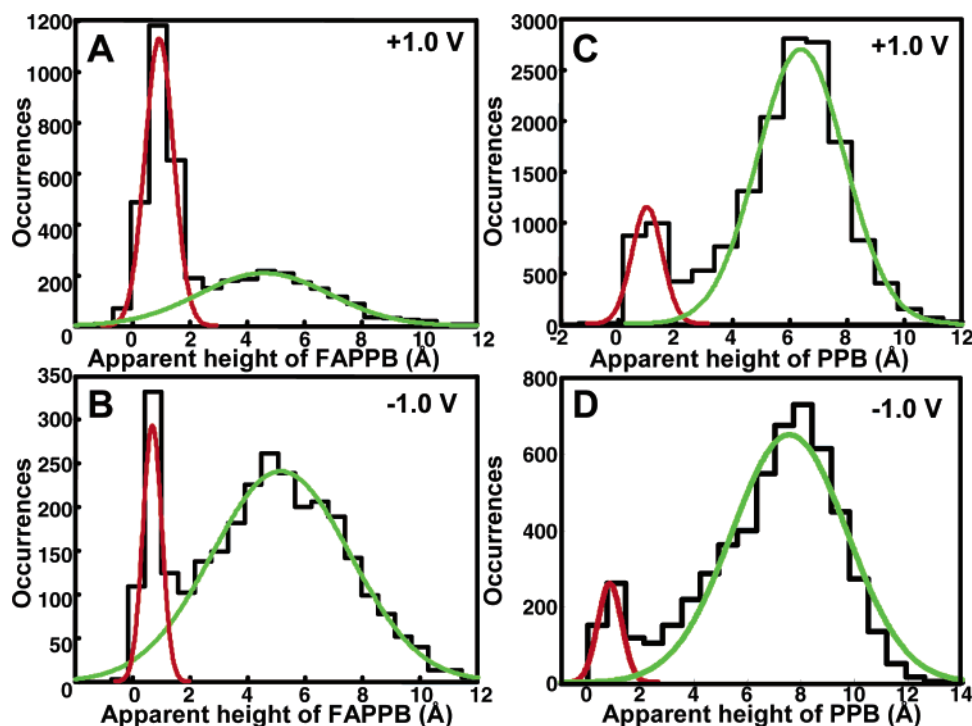 A
+1.0 V
Occurrences
1200
1000
800
600
400
200
0
-2 0 2 4 6 8 10 12
Apparent height of FAPPB (Å)
C
+1.0 V
Occurrences
3000
2500
2000
1500
1000
500
0
-2 0 2 4 6 8 10 12
Apparent height of PPB (Å)
B
-1.0 V
Occurrences
350
300
250
200
150
100
50
0
-2 0 2 4 6 8 10 12
Apparent height of FAPPB (Å)
D
-1.0 V
Occurrences
800
600
400
200
0
0 2 4 6 8 10 12 14
Apparent height of PPB (Å)